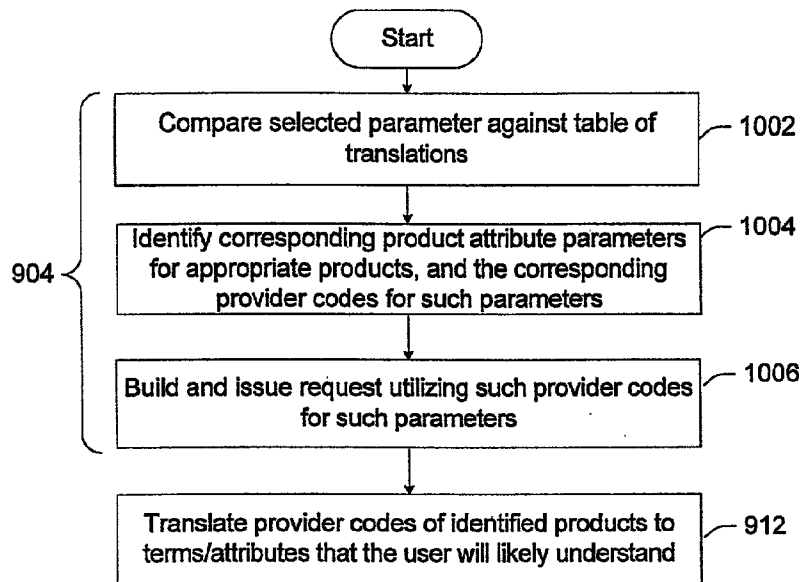 Start
Compare selected parameter against table of
translations
1002
Identify corresponding product attribute parameters
for appropriate products, and the corresponding
provider codes for such parameters
1004
904
Build and issue request utilizing such provider codes
for such parameters
1006
Translate provider codes of identified products to
terms/attributes that the user will likely understand
912